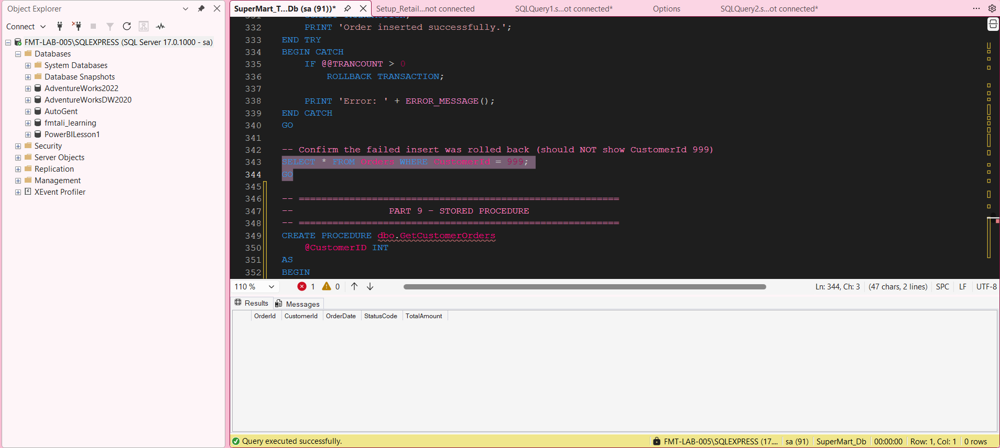 Object Explorer
Connect
FMT-LAB-005\SQLEXPRESS (SQL Server 17.0.1000 - sa)
Databases
System Databases
Database Snapshots
AdventureWorks2022
AdventureWorksDW2020
AutoGent
fmtali_learning
PowerBILesson1
Security
Server Objects
Replication
Management
XEvent Profiler
SuperMart_T...Db (sa (91))* Setup_Retail...not connected SQLQuery1.s...ot connected* Options SQLQuery2.s...ot connected*
332 PRINT 'Order inserted successfully.';
333 END TRY
334 BEGIN CATCH
335 IF @@TRANCOUNT > 0
336 ROLLBACK TRANSACTION;
337
338 PRINT 'Error: ' + ERROR_MESSAGE();
339 END CATCH
340 GO
341
342 -- Confirm the failed insert was rolled back (should NOT show CustomerId 999)
343 SELECT * FROM Orders WHERE CustomerId = 999;
344 GO
345
346 -- =========================================================
347 -- PART 9 - STORED PROCEDURE
348 -- =========================================================
349 CREATE PROCEDURE dbo.GetCustomerOrders
350 @CustomerID INT
351 AS
352 BEGIN
110 % 1 0 Ln: 344, Ch: 3 (47 chars, 2 lines) SPC LF UTF-8
Results Messages
OrderId CustomerId OrderDate StatusCode TotalAmount
Query executed successfully. FMT-LAB-005\SQLEXPRESS (17.... sa (91) SuperMart_Db 00:00:00 Row: 1, Col: 1 0 rows